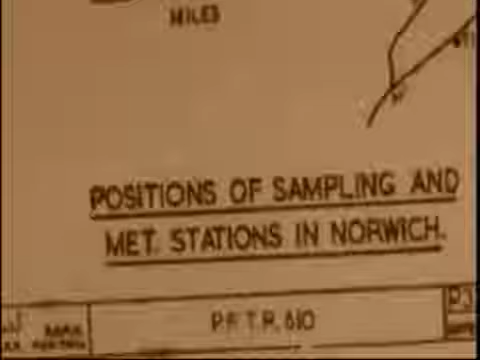 MILES
POSITIONS OF SAMPLING AND
MET. STATIONS IN NORWICH.
P.F.T.R. 610